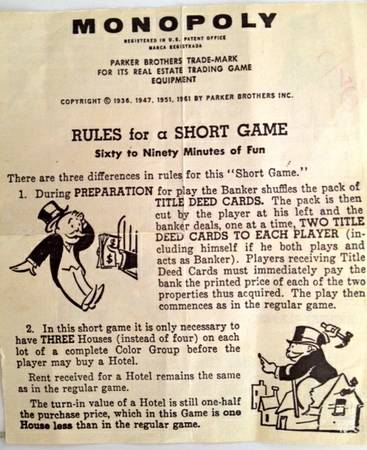 MONOPOLY
REGISTERED IN U.S. PATENT OFFICE
MARCA REGISTRADA
PARKER BROTHERS TRADE-MARK
FOR ITS REAL ESTATE TRADING GAME
EQUIPMENT
COPYRIGHT © 1936, 1947, 1951, 1961 BY PARKER BROTHERS INC.
RULES for a SHORT GAME
Sixty to Ninety Minutes of Fun
There are three differences in rules for this "Short Game."
1. During PREPARATION for play the Banker shuffles the pack of
TITLE DEED CARDS. The pack is then
cut by the player at his left and the
banker deals, one at a time, TWO TITLE
DEED CARDS TO EACH PLAYER (in-
cluding himself if he both plays and
acts as Banker). Players receiving Title
Deed Cards must immediately pay the
bank the printed price of each of the two
properties thus acquired. The play then
commences as in the regular game.
2. In this short game it is only necessary to
have THREE Houses (instead of four) on each
lot of a complete Color Group before the
player may buy a Hotel.
Rent received for a Hotel remains the same
as in the regular game.
The turn-in value of a Hotel is still one-half
the purchase price, which in this Game is one
House less than in the regular game.